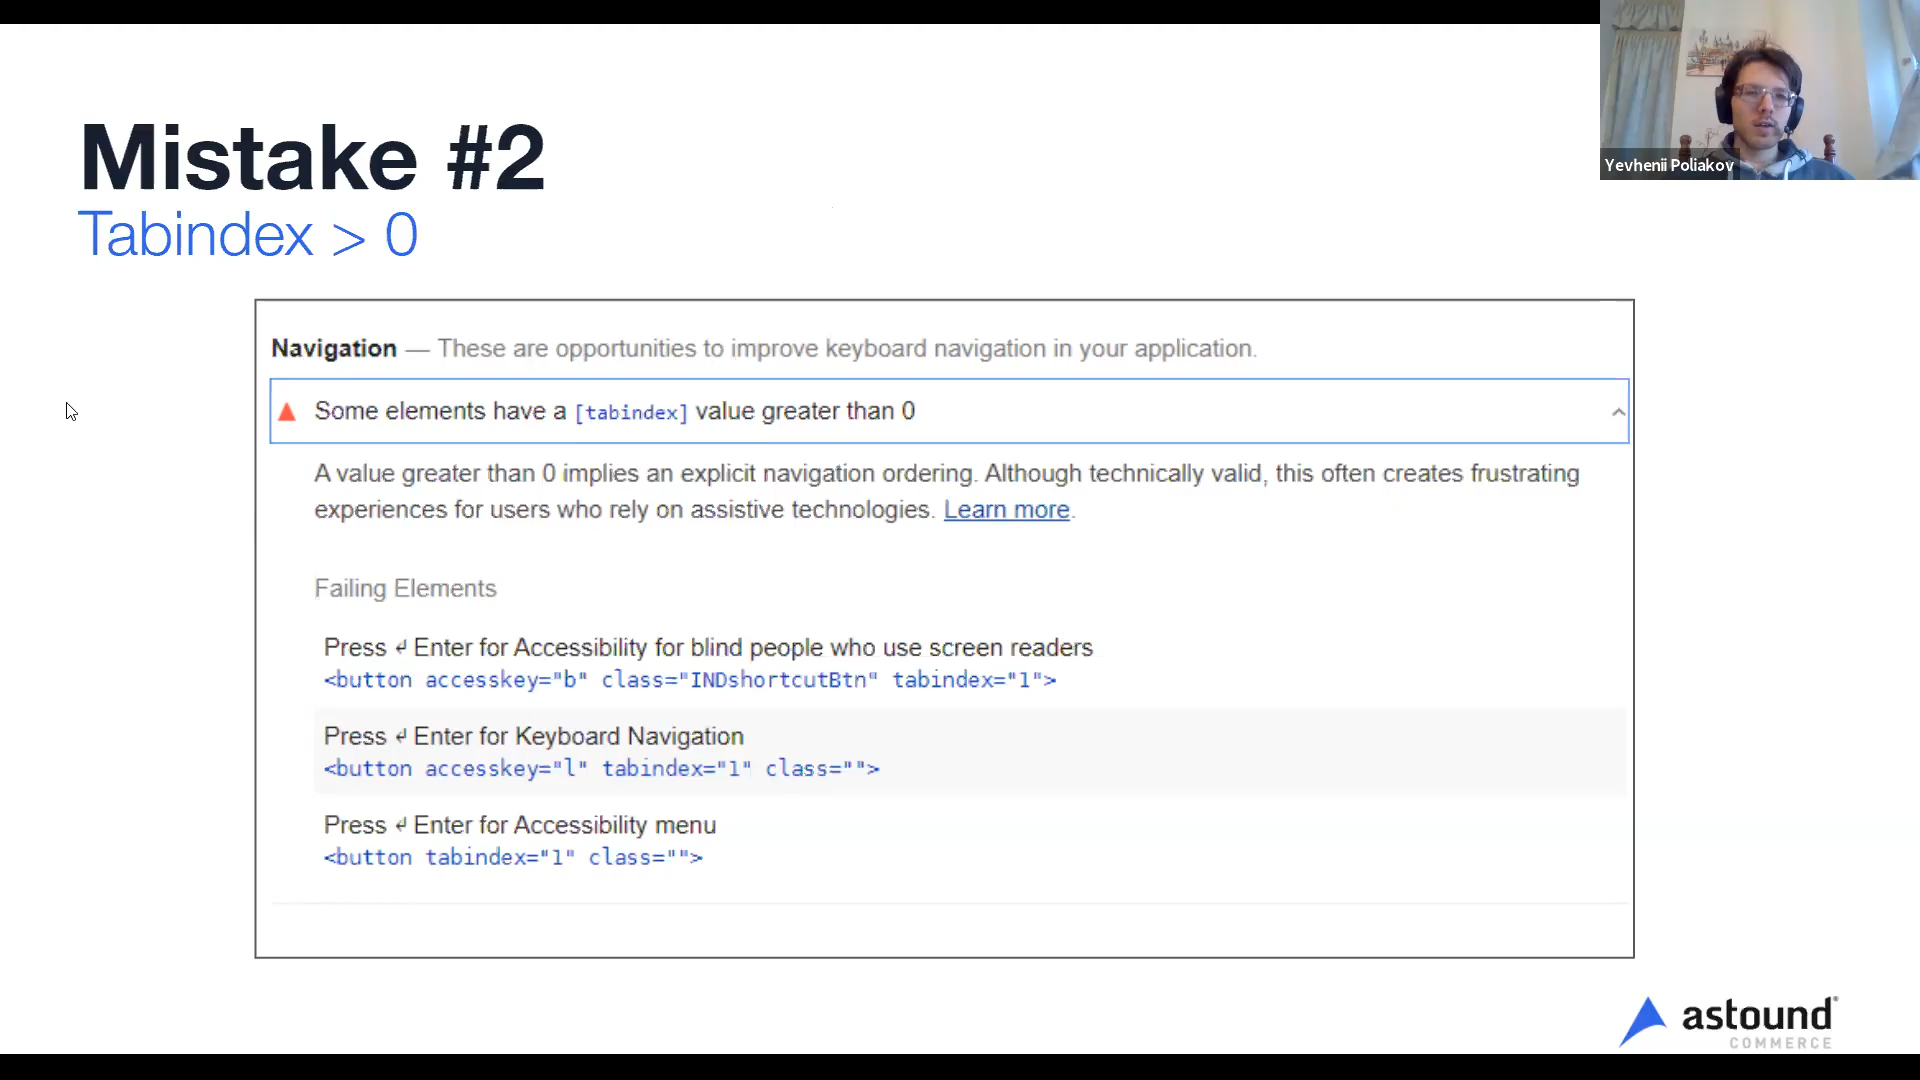 Mistake #2
Tabindex > 0
Yevhenii Poliakov
Navigation — These are opportunities to improve keyboard navigation in your application.
Some elements have a [tabindex] value greater than 0
A value greater than 0 implies an explicit navigation ordering. Although technically valid, this often creates frustrating
experiences for users who rely on assistive technologies. Learn more.
Failing Elements
Press ↲ Enter for Accessibility for blind people who use screen readers
<button accesskey="b" class="INDshortcutBtn" tabindex="1">
Press ↲ Enter for Keyboard Navigation
<button accesskey="l" tabindex="1" class="">
Press ↲ Enter for Accessibility menu
<button tabindex="1" class="">
astound
COMMERCE